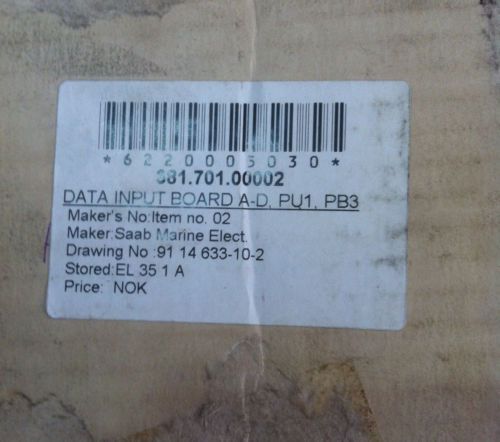 *6220005030*
681.701.00002
DATA INPUT BOARD A-D, PU1, PB3
Maker's No:Item no. 02
Maker:Saab Marine Elect.
Drawing No :91 14 633-10-2
Stored:EL 35 1 A
Price: NOK